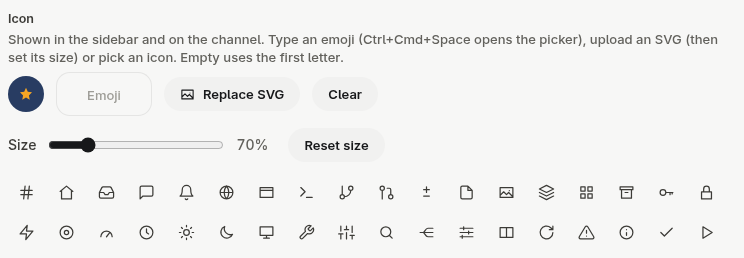 Icon
Shown in the sidebar and on the channel. Type an emoji (Ctrl+Cmd+Space opens the picker), upload an SVG (then
set its size) or pick an icon. Empty uses the first letter.
Emoji
Replace SVG
Clear
Size
70%
Reset size